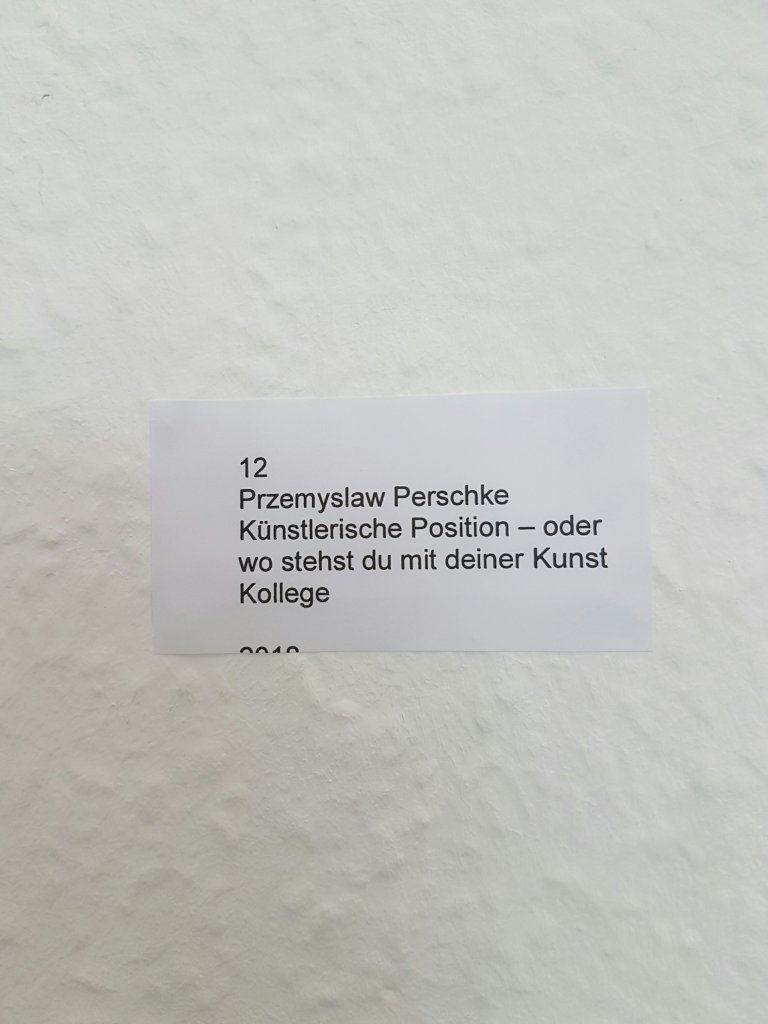 12
Przemyslaw Perschke
Künstlerische Position – oder
wo stehst du mit deiner Kunst
Kollege